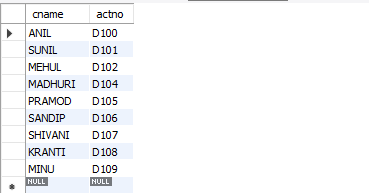 cname actno
ANIL D100
SUNIL D101
MEHUL D102
MADHURI D104
PRAMOD D105
SANDIP D106
SHIVANI D107
KRANTI D108
MINU D109
NULL NULL